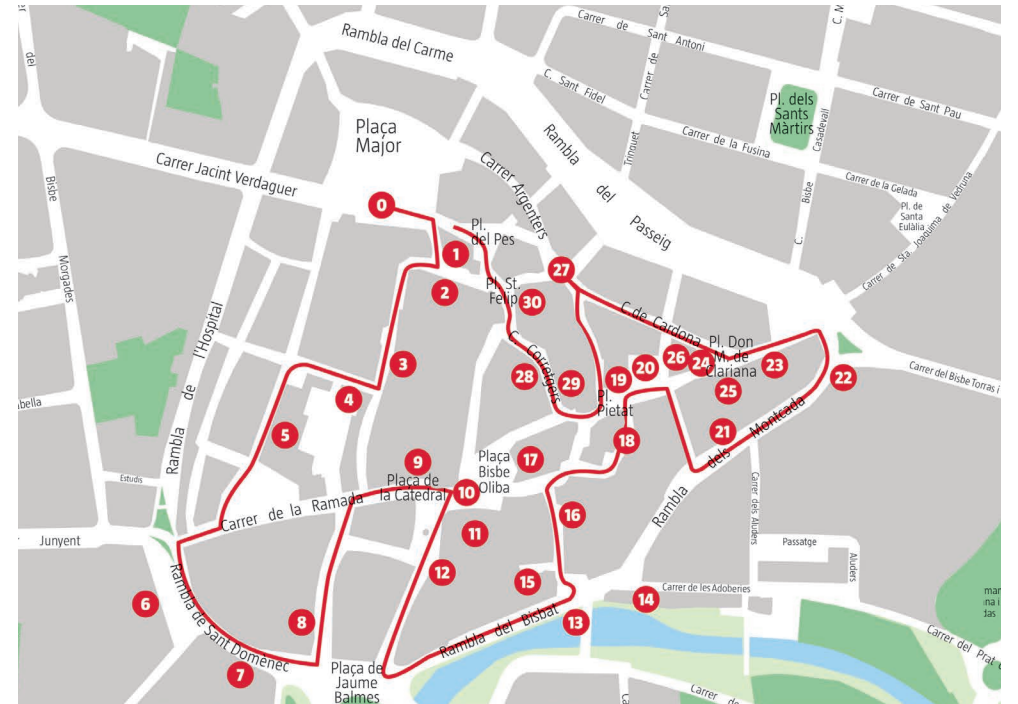 Rambla del Carme
Carrer de
Sant Antoni
Carrer de
C. Sant Fidel
Pl. dels
Sants
Màrtirs
Casadevall
Carrer de Sant Pau
Plaça
Major
Carrer Jacint Verdaguer
Rambla del Passeig
Trinquet
Carrer de la Fusina
Carrer de la Gelada
Bisbe
C.
Pl. de
Santa
Eulàlia
Carrer de Sta. Joaquima de Vedruna
del
Bisbe
Morgades
Carrer Argenters
0
Pl.
del Pes
1
2
Pl. St.
Felip
27
30
C. de Cardona
Rambla de l'Hospital
3
4
5
C. Corretgers
28
29
19
20
26
24
Pl. Don
M. de
Clariana
25
23
22
Carrer del Bisbe Torras i
Pl.
Pietat
18
21
Rambla dels Montcada
9
Plaça de
la Catedral
10
Plaça
Bisbe
Oliba
17
Estudis
Carrer de la Ramada
16
11
12
15
Junyent
Carrer dels Aluders
Passatge
Aluders
6
Rambla de Sant Domènec
8
7
Rambla del Bisbat
13
14
Carrer de les Adoberies
Plaça de
Jaume
Balmes
Carrer del Prat
Carrer de